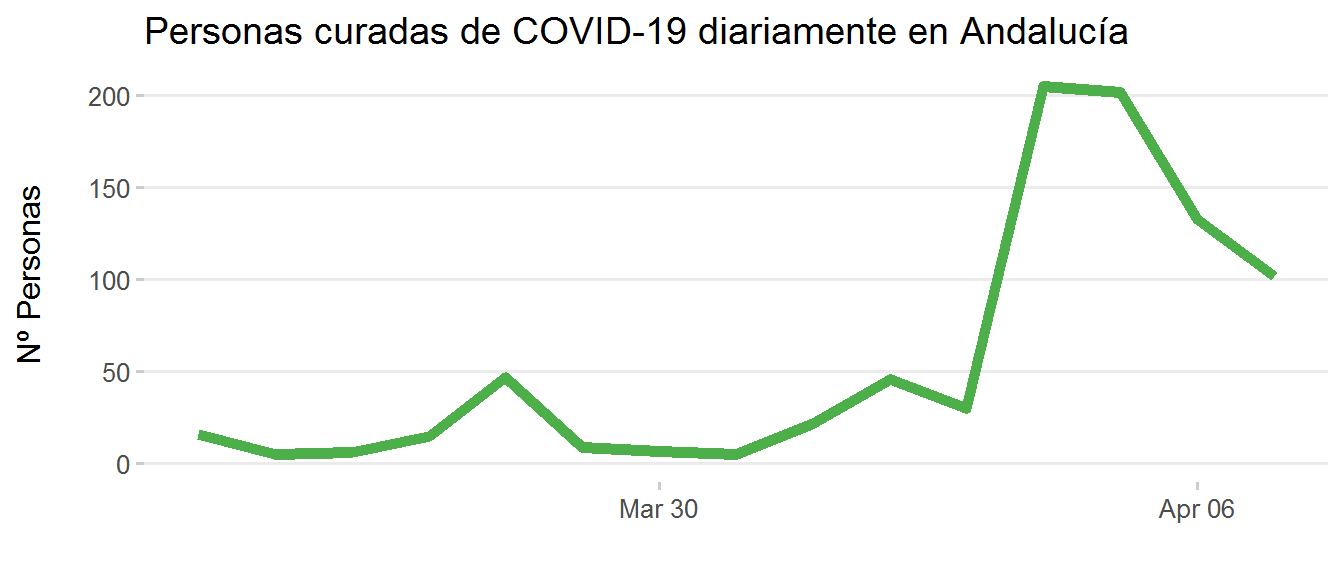 Personas curadas de COVID-19 diariamente en Andalucía
Nº Personas
200
150
100
50
0
Mar 30
Apr 06